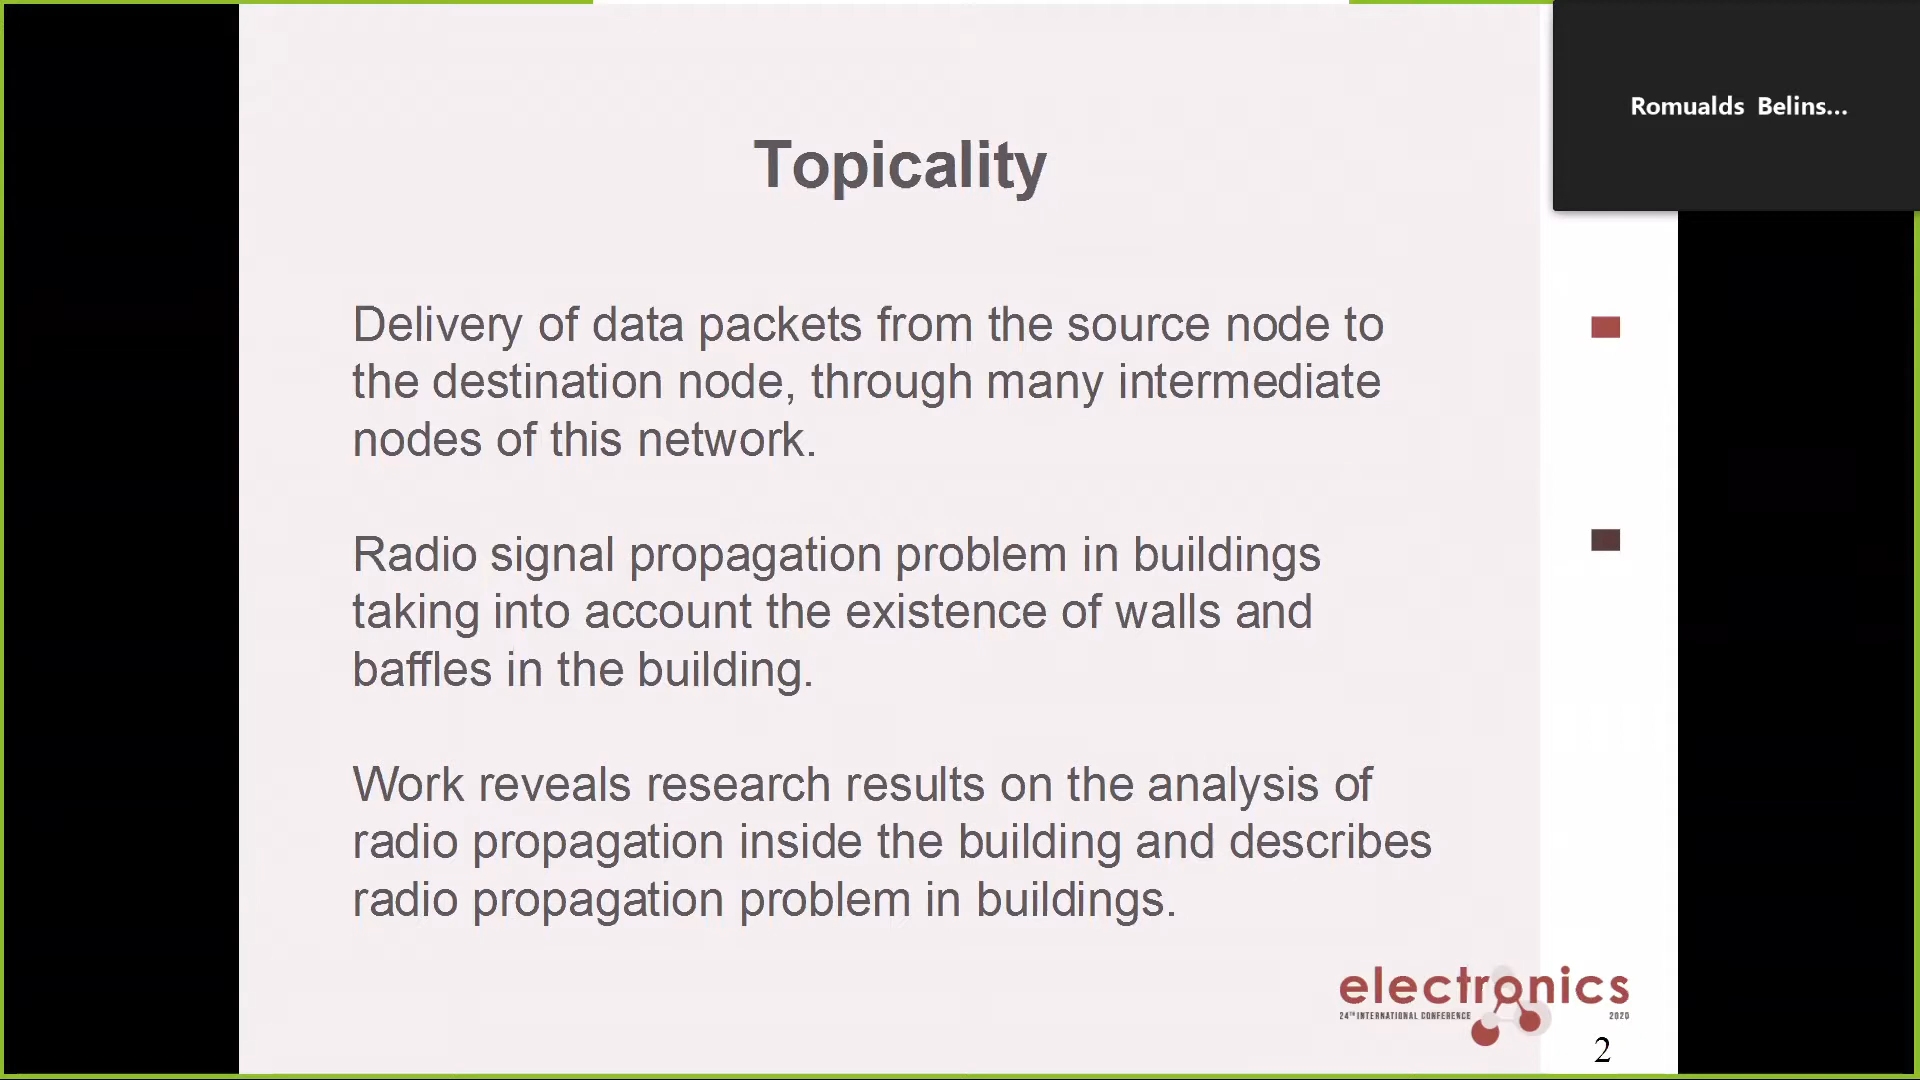 Romualds Belins...
Topicality
Delivery of data packets from the source node to
the destination node, through many intermediate
nodes of this network.
Radio signal propagation problem in buildings
taking into account the existence of walls and
baffles in the building.
Work reveals research results on the analysis of
radio propagation inside the building and describes
radio propagation problem in buildings.
electronics
24TH INTERNATIONAL CONFERENCE 2020
2